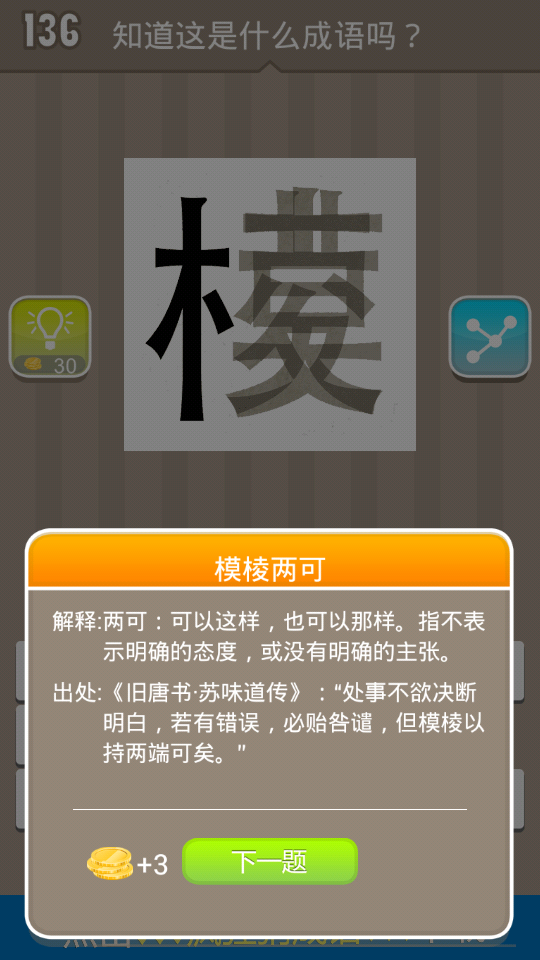 136 知道这是什么成语吗？
木
30
模棱两可
解释:两可：可以这样，也可以那样。指不表
示明确的态度，或没有明确的主张。
出处:《旧唐书·苏味道传》：“处事不欲决断
明白，若有错误，必贻咎谴，但模棱以
持两端可矣。”
+3 下一题